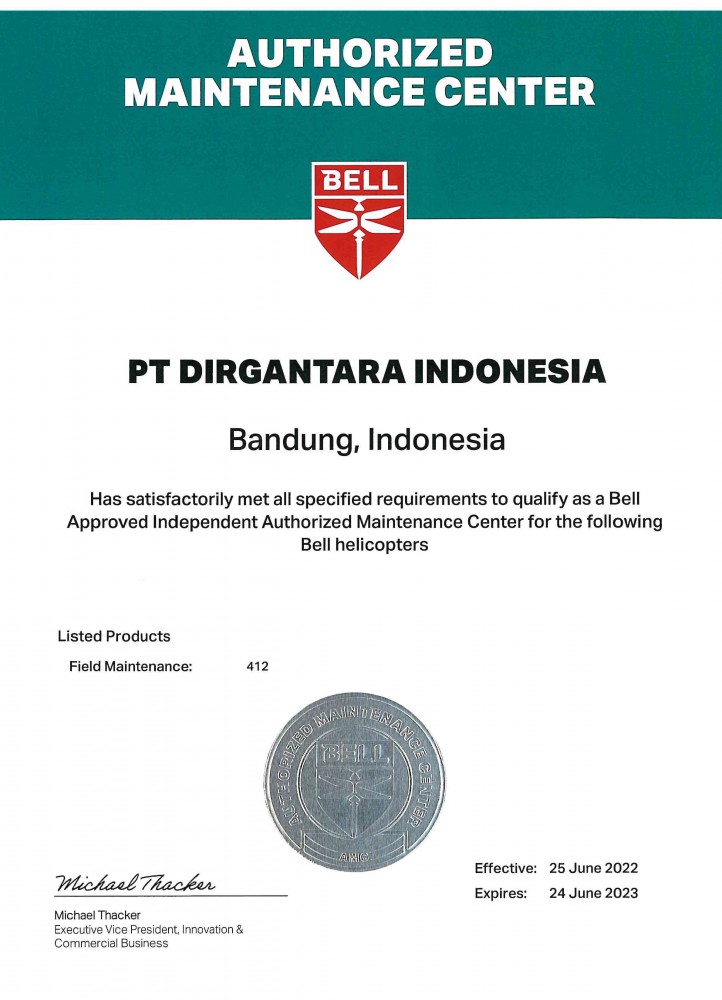 AUTHORIZED
MAINTENANCE CENTER
BELL
PT DIRGANTARA INDONESIA
Bandung, Indonesia
Has satisfactorily met all specified requirements to qualify as a Bell
Approved Independent Authorized Maintenance Center for the following
Bell helicopters
Listed Products
Field Maintenance: 412
AUTHORIZED MAINTENANCE CENTER
BELL
AMC
Effective: 25 June 2022
Expires: 24 June 2023
Michael Thacker
Michael Thacker
Executive Vice President, Innovation &
Commercial Business